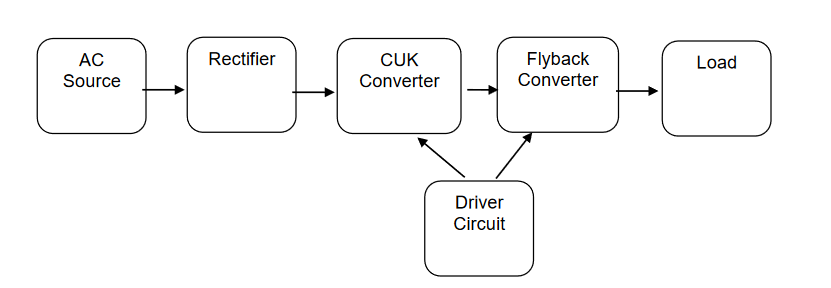 AC
Source
Rectifier
CUK
Converter
Flyback
Converter
Load
Driver
Circuit